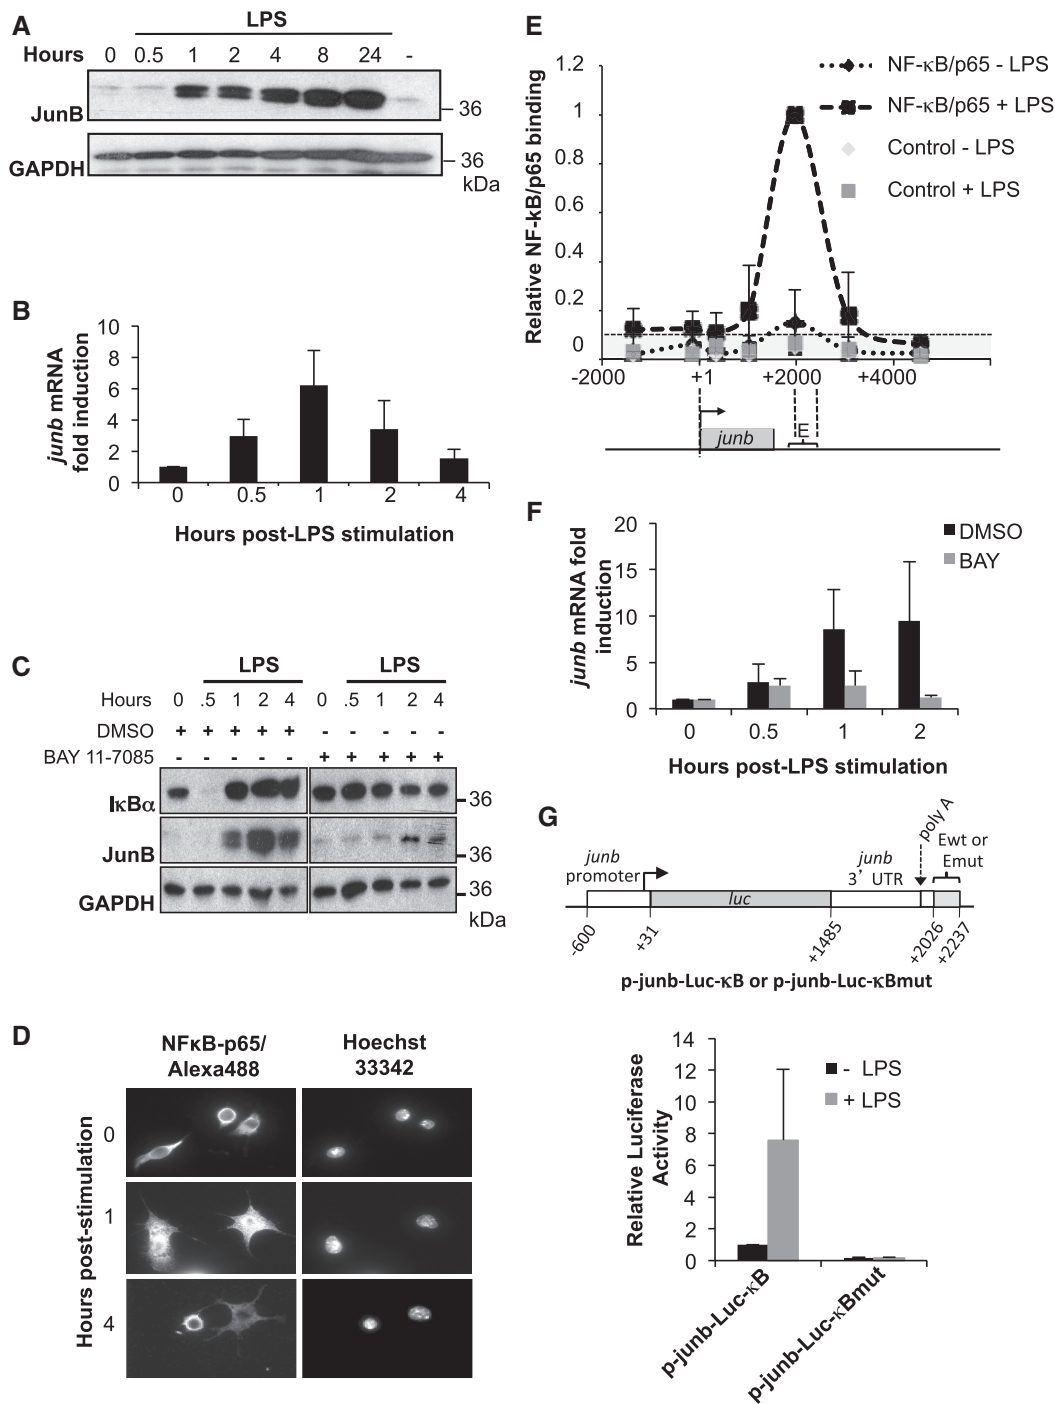 A
LPS
Hours 0 0.5 1 2 4 8 24 -
JunB
36
GAPDH
36
kDa
B
junb mRNA
fold induction
10
8
6
4
2
0
0 0.5 1 2 4
Hours post-LPS stimulation
C
LPS LPS
Hours 0 .5 1 2 4 0 .5 1 2 4
DMSO + + + + + - - - - -
BAY 11-7085 - - - - - + + + + +
IκBα
36
JunB
36
GAPDH
36
kDa
D
NFκB-p65/
Alexa488
Hoechst
33342
Hours post-stimulation
0
1
4
E
Relative NF-kB/p65 binding
1.2
1
0.8
0.6
0.4
0.2
0
NF-κB/p65 - LPS
NF-κB/p65 + LPS
Control - LPS
Control + LPS
-2000 +1 +2000 +4000
junb
E
F
junb mRNA fold
induction
20
15
10
5
0
DMSO
BAY
0 0.5 1 2
Hours post-LPS stimulation
G
junb
promoter
luc
junb
3' UTR
poly A
Ewt or
Emut
-600 +31 +1485 +2026 +2237
p-junb-Luc-κB or p-junb-Luc-κBmut
Relative Luciferase
Activity
14
12
10
8
6
4
2
0
- LPS
+ LPS
p-junb-Luc-κB
p-junb-Luc-κBmut